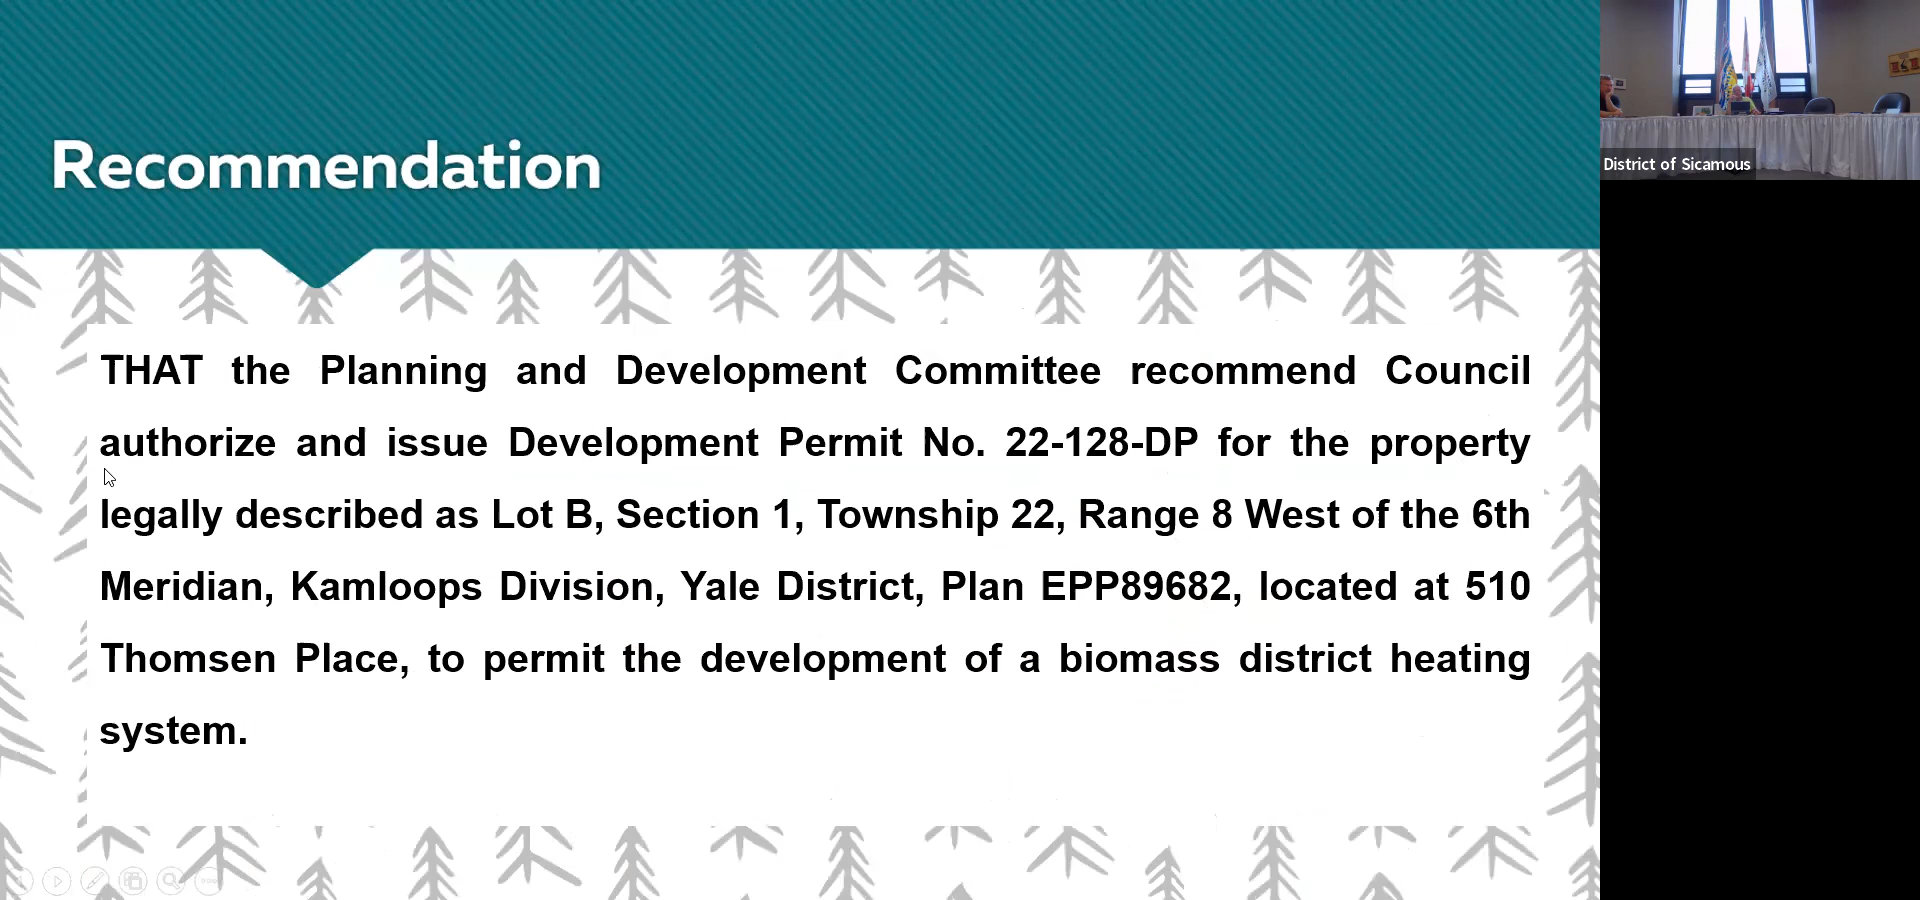 Recommendation
THAT the Planning and Development Committee recommend Council
authorize and issue Development Permit No. 22-128-DP for the property
legally described as Lot B, Section 1, Township 22, Range 8 West of the 6th
Meridian, Kamloops Division, Yale District, Plan EPP89682, located at 510
Thomsen Place, to permit the development of a biomass district heating
system.
District of Sicamous